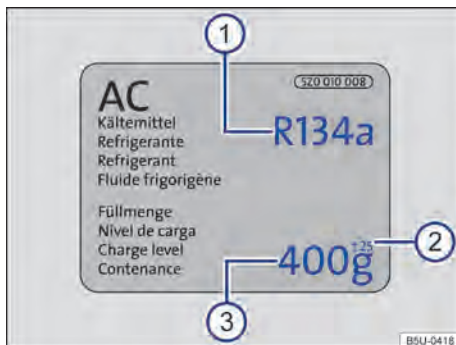 1
AC
5Z0 010 008
Kältemittel
Refrigerante
Refrigerant
Fluide frigorigène
R134a
Füllmenge
Nivel de carga
Charge level
Contenance
±25
400g
2
3
B5U-0418